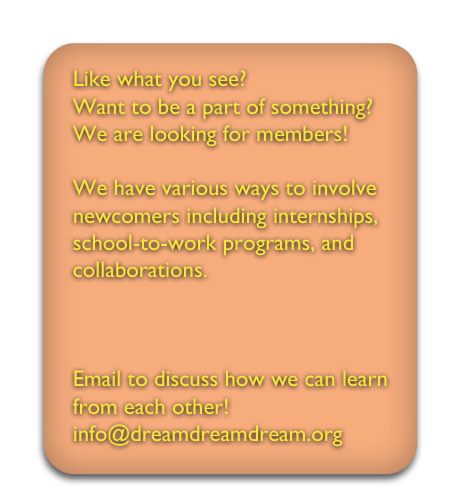 Like what you see?
Want to be a part of something?
We are looking for members!
We have various ways to involve
newcomers including internships,
school-to-work programs, and
collaborations.
Email to discuss how we can learn
from each other!
info@dreamdreamdream.org